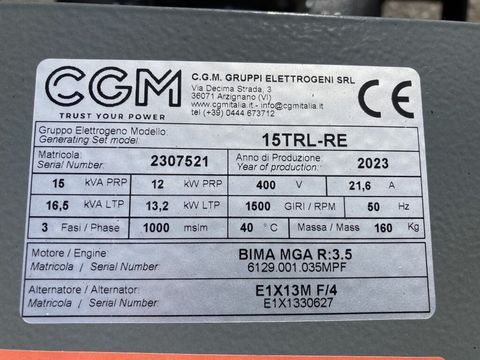 CGM
TRUST YOUR POWER
C.G.M. GRUPPI ELETTROGENI SRL
Via Decima Strada, 3
36071 Arzignano (VI) - Italy
www.cgmitalia.it - info@cgmitalia.it
(+39) 0444 673712
CE
Gruppo Elettrogeno Modello:
Generating Set model
15TRL-RE
Matricola:
Serial Number:
2307521
Anno di Produzione:
Year of production:
2023
15 kVA PRP 12 kW PRP 400 V 21,6 A
16,5 kVA LTP 13,2 kW LTP 1500 GIRI / RPM 50 Hz
3 Fasi / Phase 1000 mslm 40 °C Massa / Mass 160 Kg
Motore / Engine:
Matricola / Serial Number:
BIMA MGA R:3.5
6129.001.035MPF
Alternatore / Alternator:
Matricola / Serial Number:
E1X13M F/4
E1X1330627